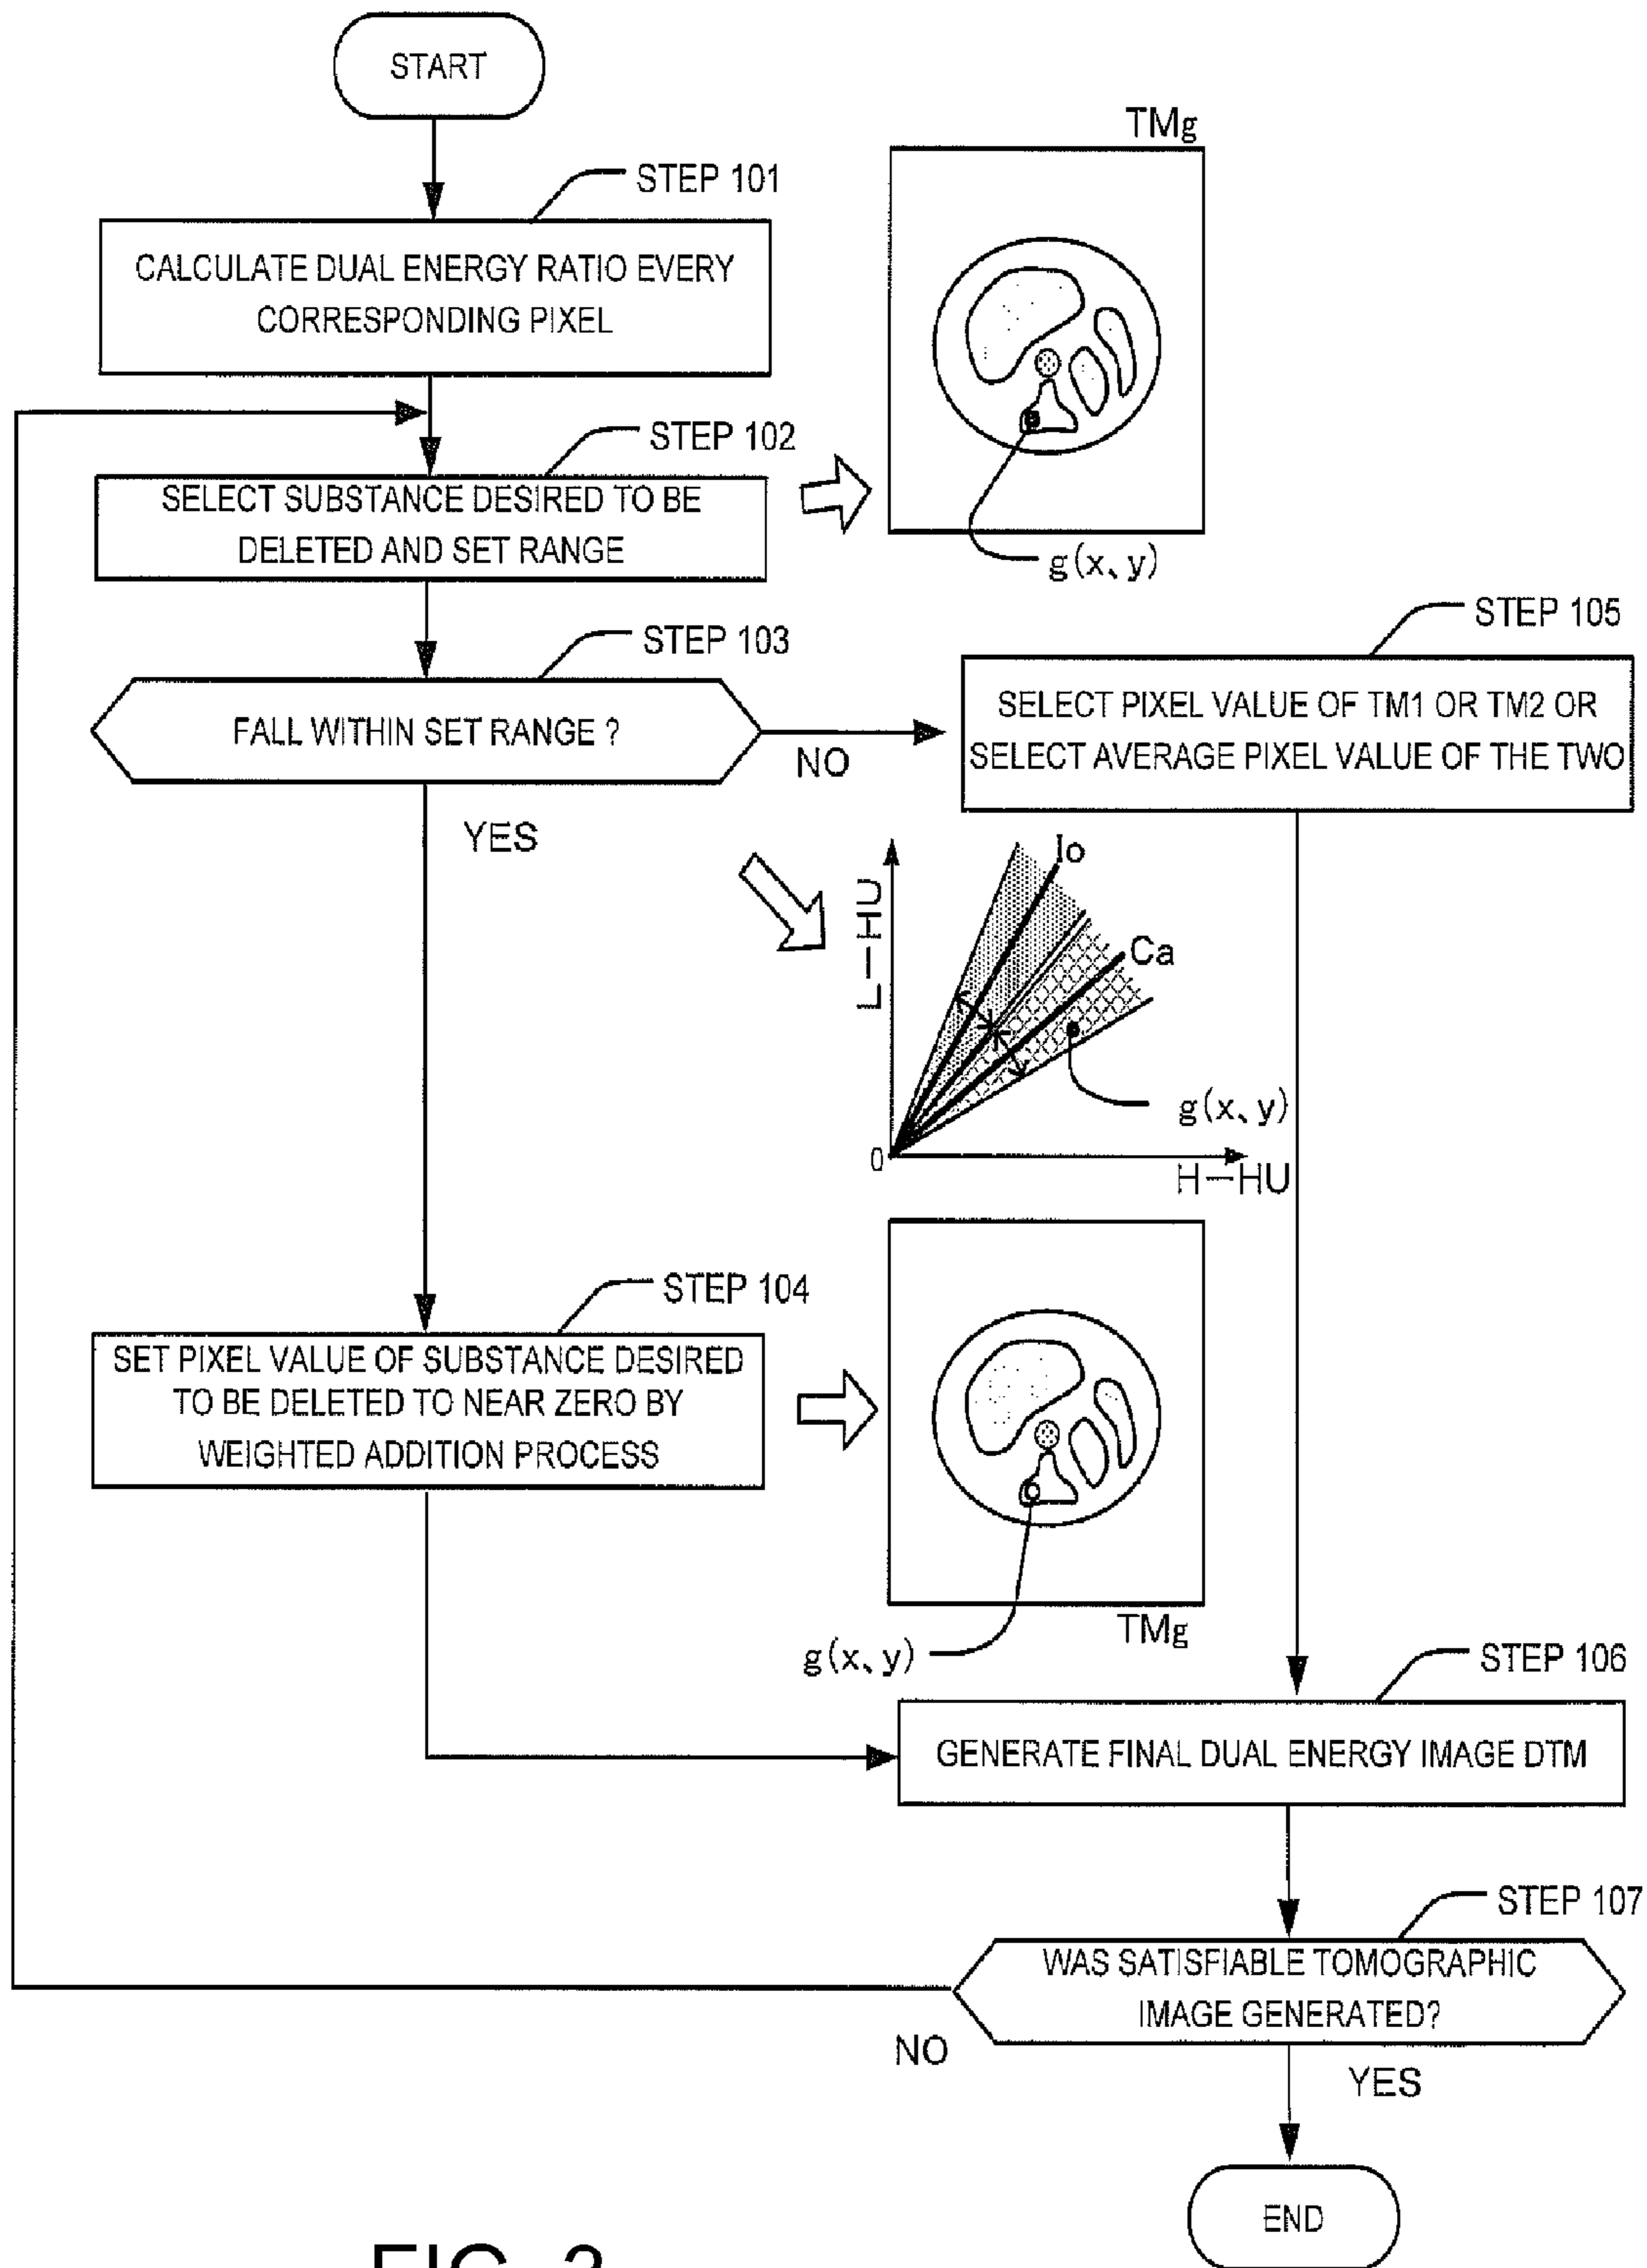 START
TMg
STEP 101
CALCULATE DUAL ENERGY RATIO EVERY
CORRESPONDING PIXEL
STEP 102
SELECT SUBSTANCE DESIRED TO BE
DELETED AND SET RANGE
g(x、y)
STEP 103
FALL WITHIN SET RANGE ?
NO
YES
STEP 105
SELECT PIXEL VALUE OF TM1 OR TM2 OR
SELECT AVERAGE PIXEL VALUE OF THE TWO
L—HU
Io
Ca
g(x、y)
0
H—HU
STEP 104
SET PIXEL VALUE OF SUBSTANCE DESIRED
TO BE DELETED TO NEAR ZERO BY
WEIGHTED ADDITION PROCESS
TMg
g(x、y)
STEP 106
GENERATE FINAL DUAL ENERGY IMAGE DTM
STEP 107
WAS SATISFIABLE TOMOGRAPHIC
IMAGE GENERATED?
NO
YES
END
FIG.